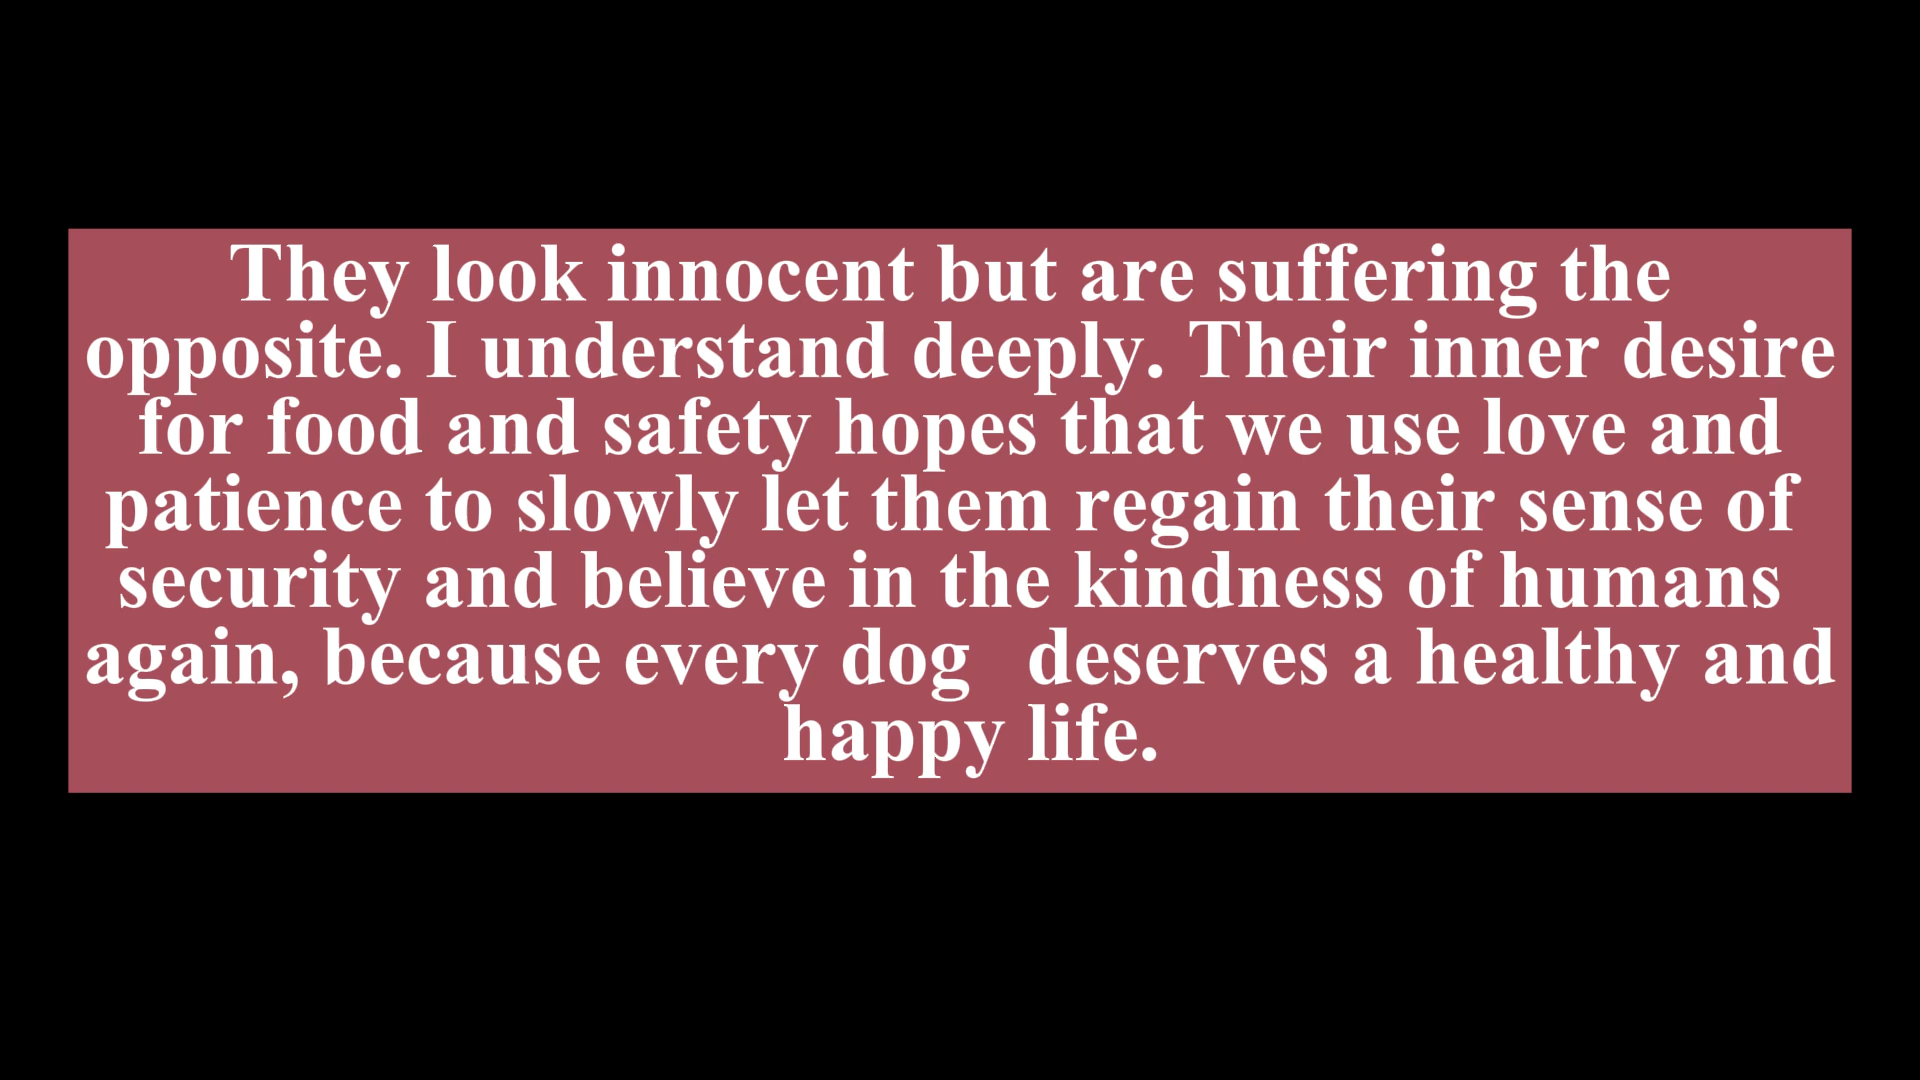 They look innocent but are suffering the
opposite. I understand deeply. Their inner desire
for food and safety hopes that we use love and
patience to slowly let them regain their sense of
security and believe in the kindness of humans
again, because every dog   deserves a healthy and
happy life.